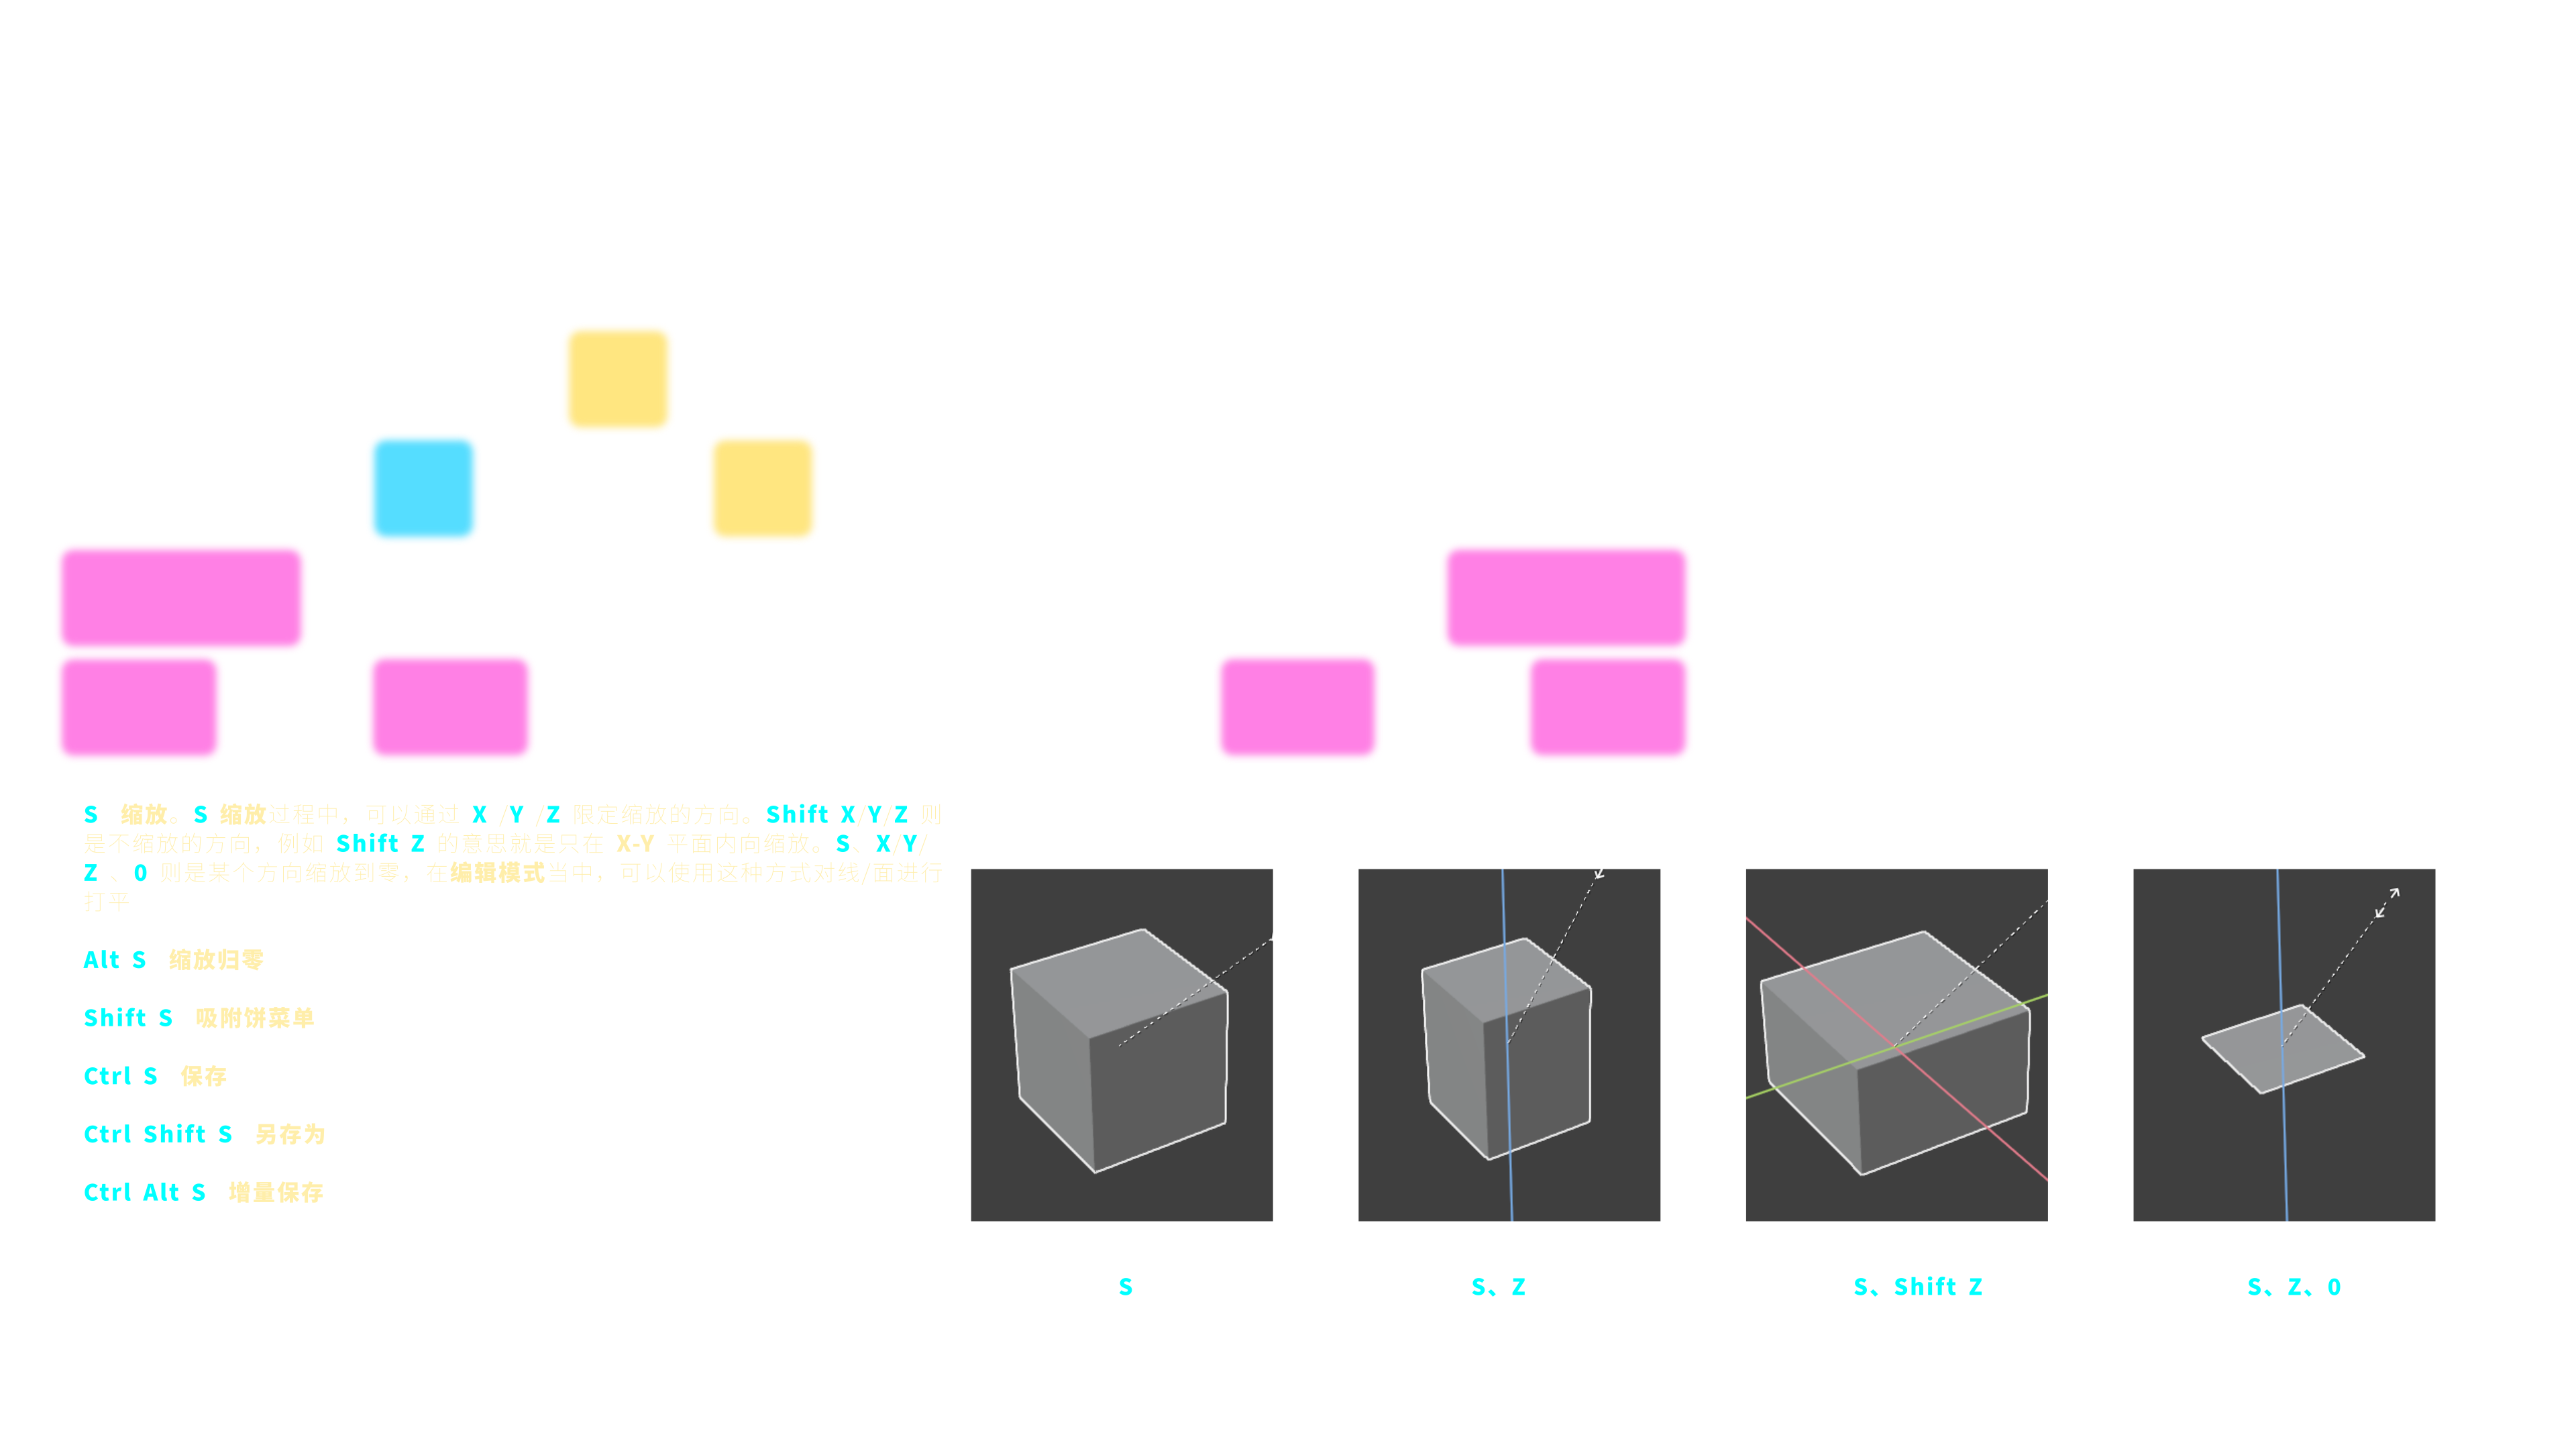 S 缩放。S 缩放过程中，可以通过 X /Y /Z 限定缩放的方向。Shift X/Y/Z 则
是不缩放的方向，例如 Shift Z 的意思就是只在 X-Y 平面内向缩放。S、X/Y/
Z 、0 则是某个方向缩放到零，在编辑模式当中，可以使用这种方式对线/面进行
打平
Alt S 缩放归零
Shift S 吸附饼菜单
Ctrl S 保存
Ctrl Shift S 另存为
Ctrl Alt S 增量保存
S
S、Z
S、Shift Z
S、Z、0